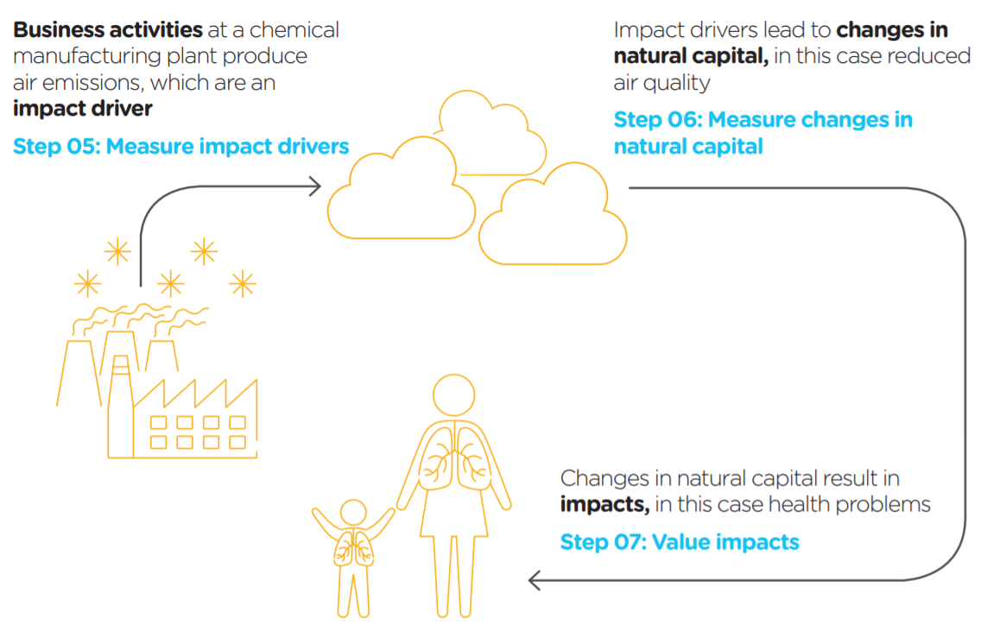 Business activities at a chemical
manufacturing plant produce
air emissions, which are an
impact driver
Step 05: Measure impact drivers
Impact drivers lead to changes in
natural capital, in this case reduced
air quality
Step 06: Measure changes in
natural capital
Changes in natural capital result in
impacts, in this case health problems
Step 07: Value impacts